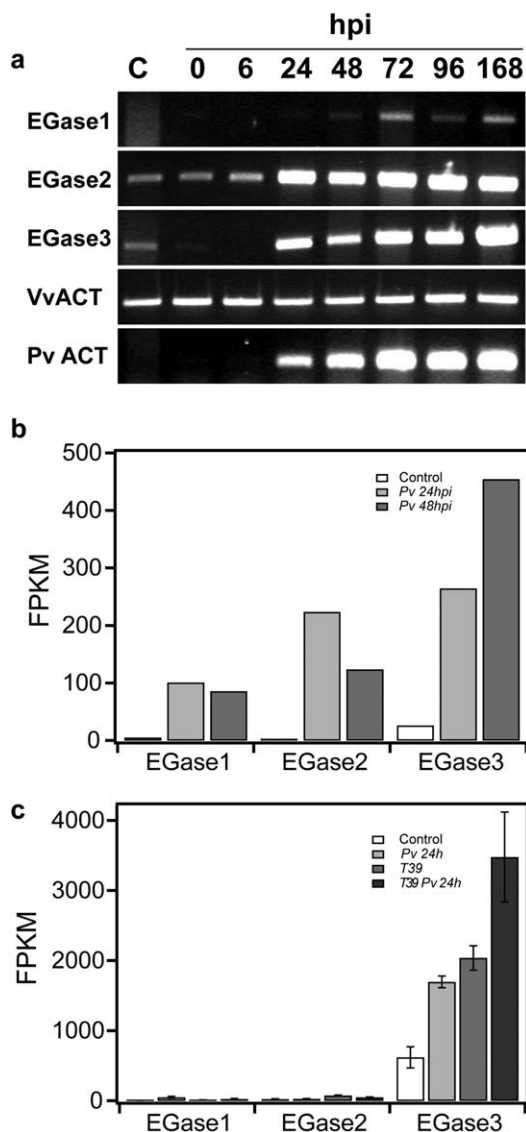 hpi
a
C 0 6 24 48 72 96 168
EGase1
EGase2
EGase3
VvACT
Pv ACT
b
500
400
300
200
100
0
FPKM
Control
Pv 24hpi
Pv 48hpi
EGase1 EGase2 EGase3
c
4000
3000
2000
1000
0
FPKM
Control
Pv 24h
T39
T39 Pv 24h
EGase1 EGase2 EGase3